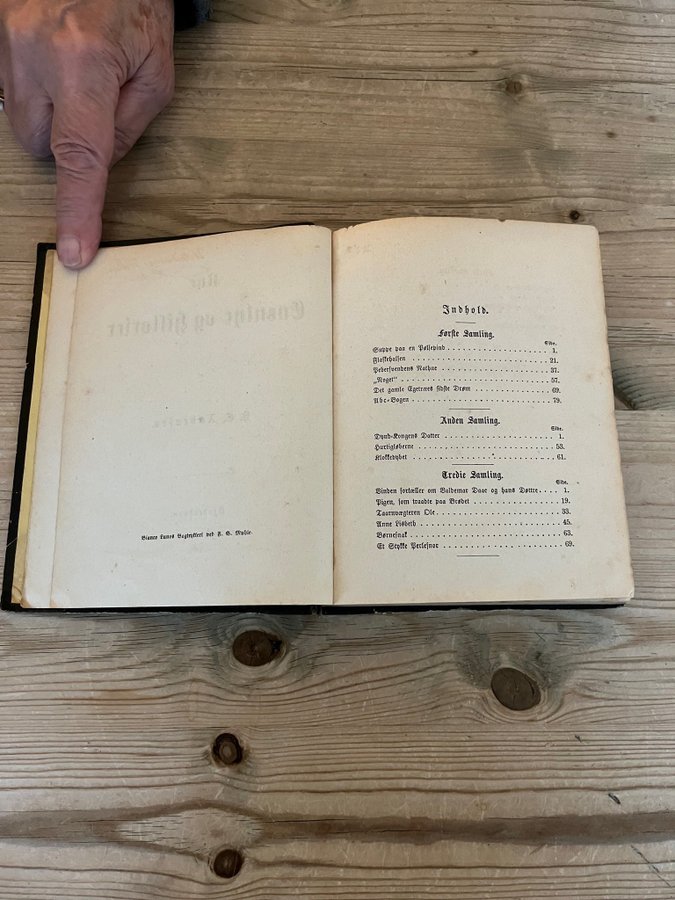 Bianco Lunos Bogtrykkeri ved F. S. Muhle.
Indhold.
Første Samling.
Side.
Suppe paa en Pølsepind 1.
Flaskehalsen 21.
Pebersvendens Nathue 37.
„Noget“ 57.
Det gamle Egetræes sidste Drøm 69.
Abc-Bogen 79.
Anden Samling.
Side.
Dynd-Kongens Datter 1.
Hurtigløberne 53.
Klokkedybet 61.
Tredie Samling.
Side.
Vinden fortæller om Valdemar Daae og hans Døttre 1.
Pigen, som traadte paa Brødet 19.
Taarnvægteren Ole 33.
Anne Lisbeth 45.
Børnesnak 63.
Et Stykke Perlesnor 69.